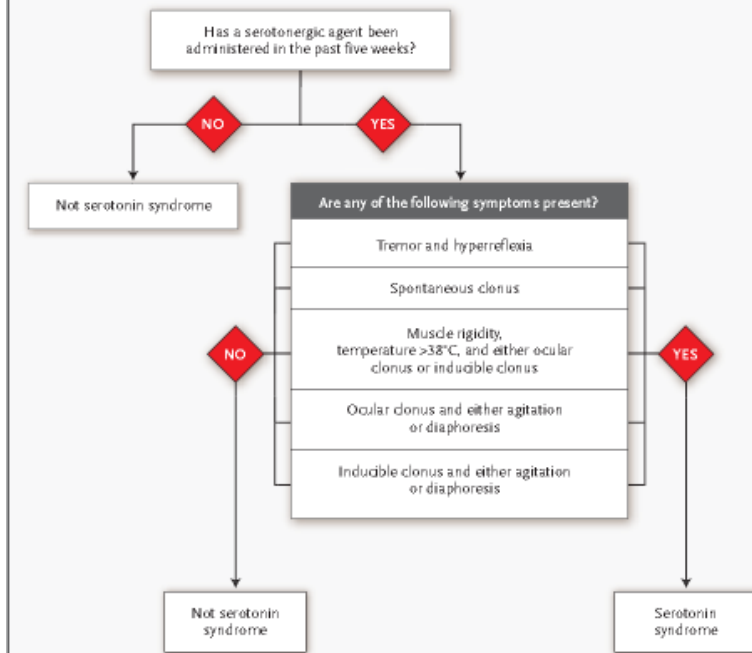 Has a serotonergic agent been
administered in the past five weeks?
NO
YES
Not serotonin syndrome
Are any of the following symptoms present?
Tremor and hyperreflexia
Spontaneous clonus
Muscle rigidity,
temperature >38°C, and either ocular
clonus or inducible clonus
NO
YES
Ocular clonus and either agitation
or diaphoresis
Inducible clonus and either agitation
or diaphoresis
Not serotonin
syndrome
Serotonin
syndrome